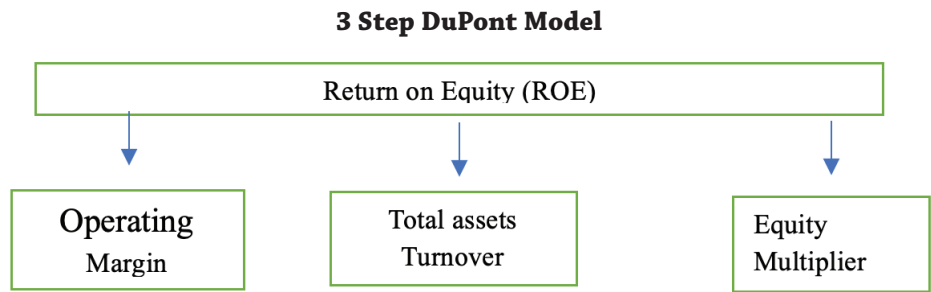 3 Step DuPont Model
Return on Equity (ROE)
Operating
Margin
Total assets
Turnover
Equity
Multiplier